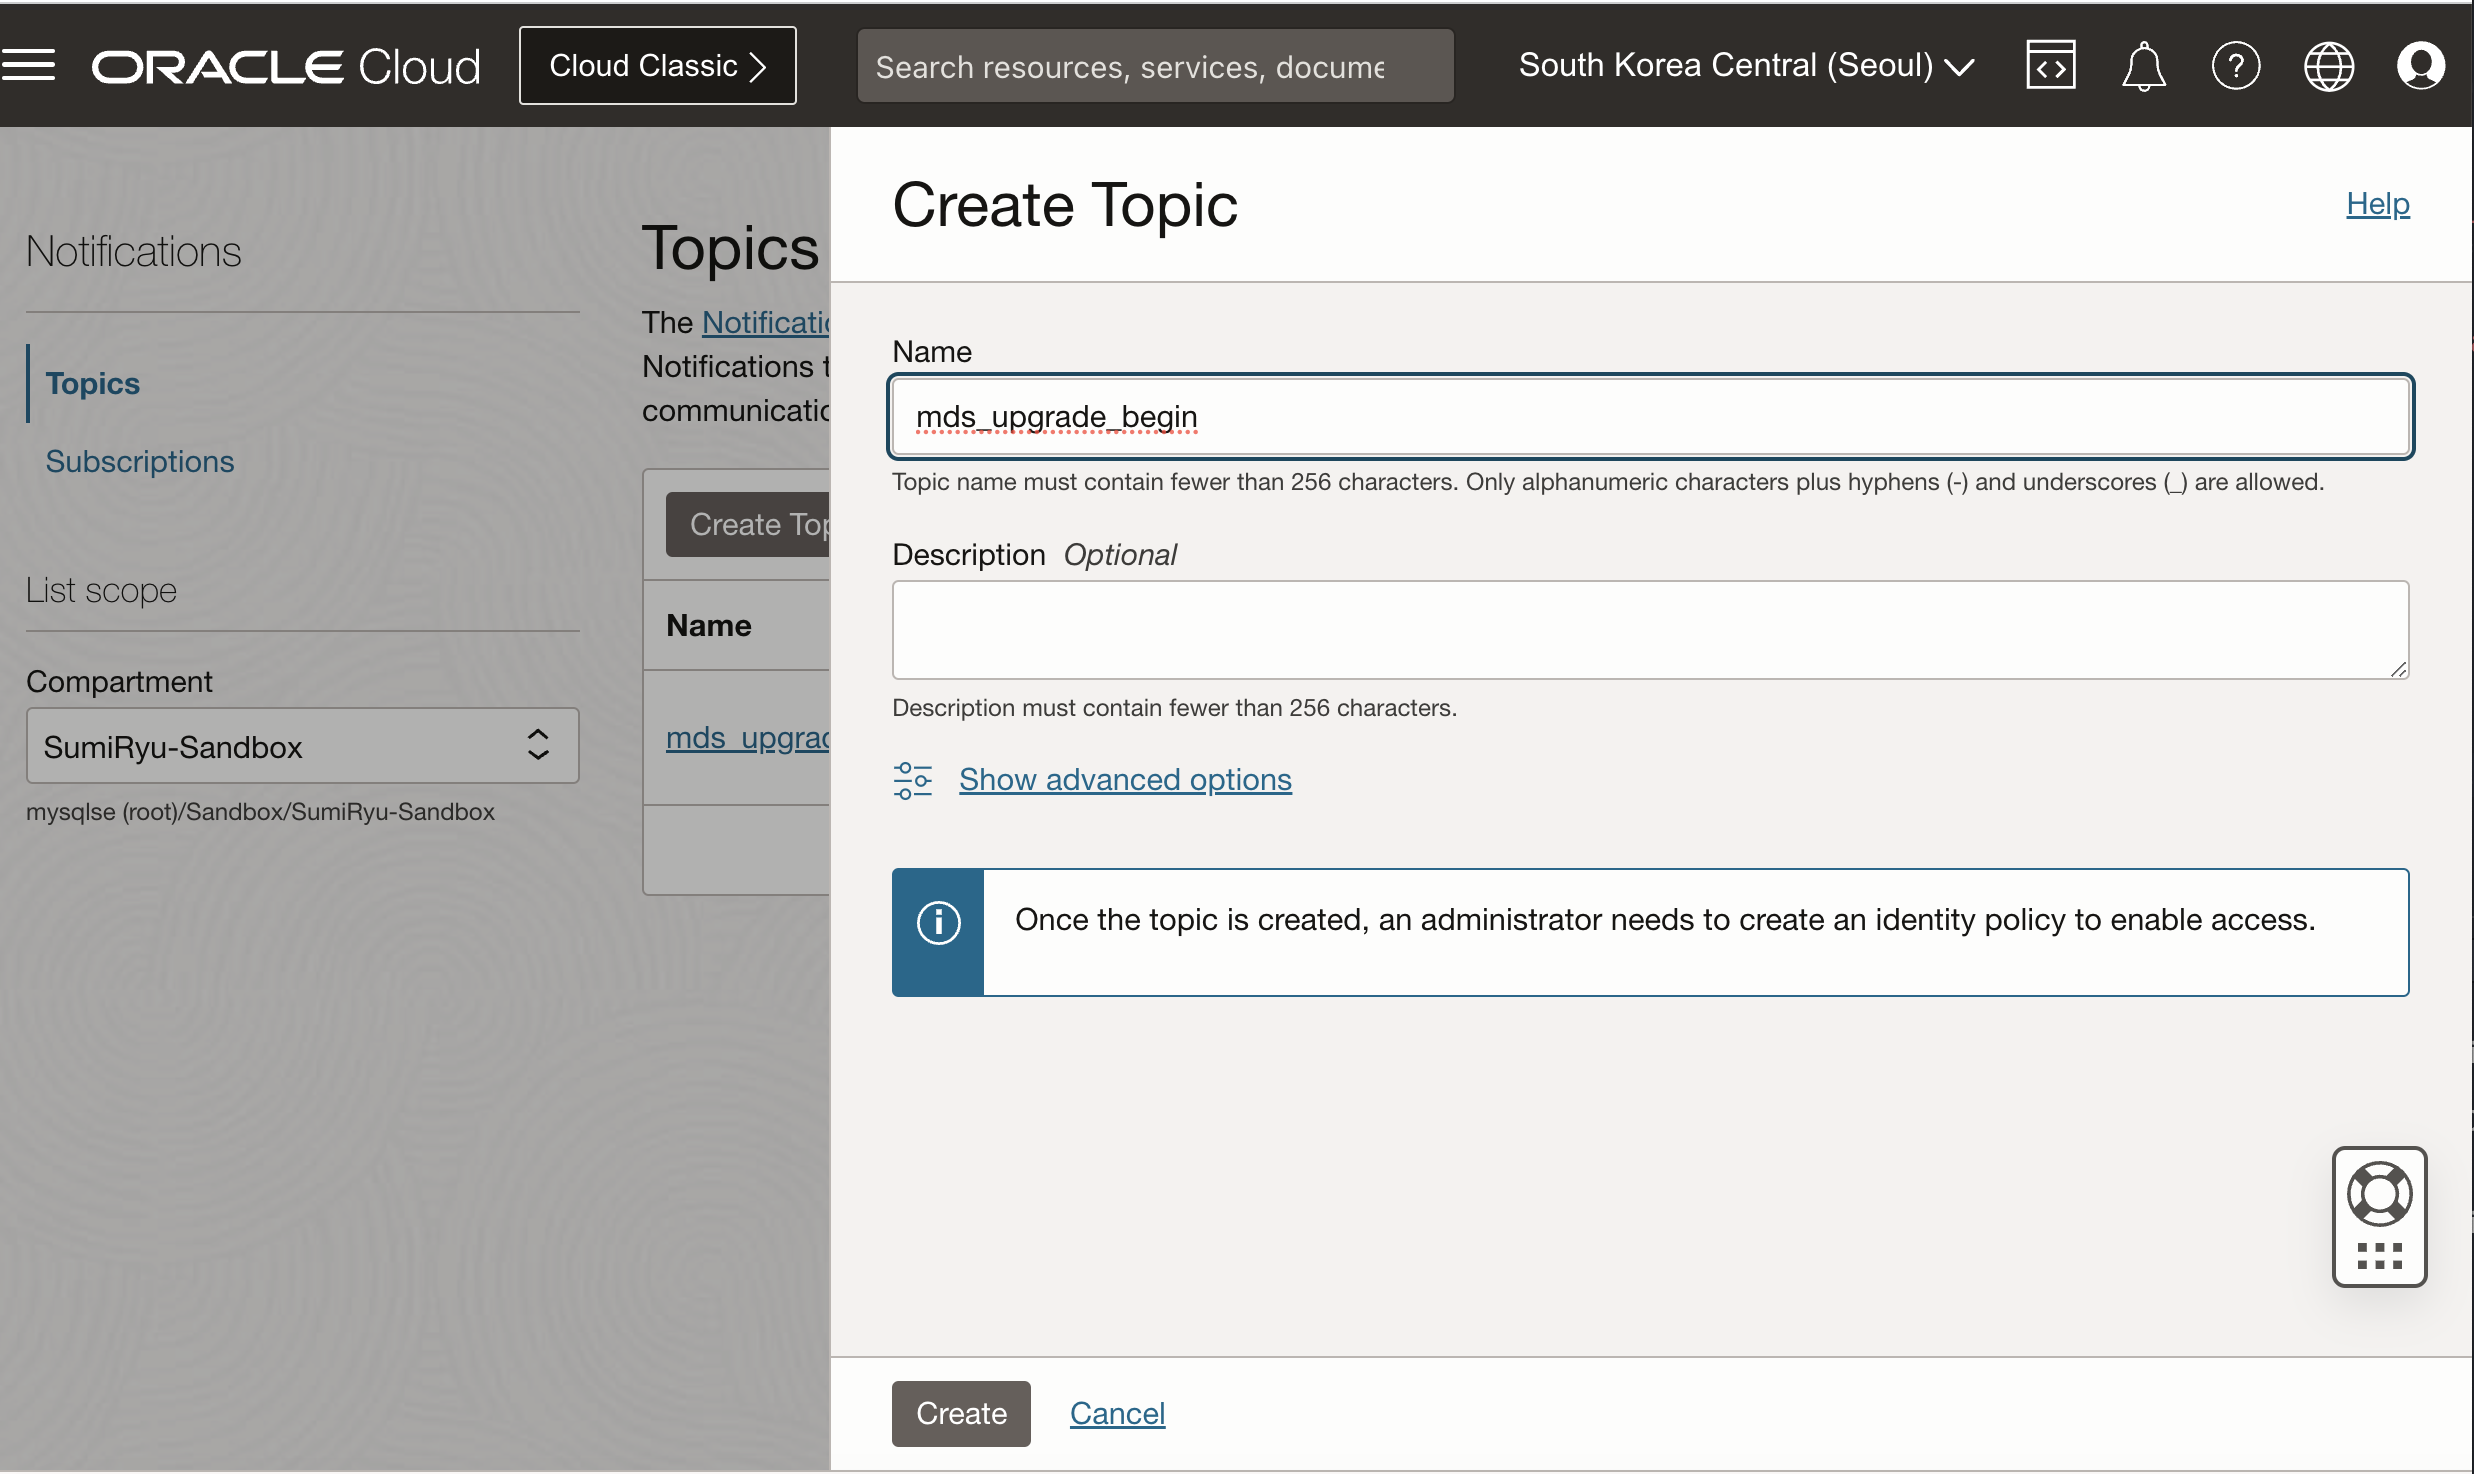 ORACLE Cloud
Cloud Classic
Search resources, services, docume
South Korea Central (Seoul)
Notifications
Topics
Subscriptions
List scope
Compartment
SumiRyu-Sandbox
mysqlse (root)/Sandbox/SumiRyu-Sandbox
Topics
The Notificatio
Notifications t
communicatio
Create Top
Name
mds_upgrad
Create Topic
Help
Name
mds_upgrade_begin
Topic name must contain fewer than 256 characters. Only alphanumeric characters plus hyphens (-) and underscores (_) are allowed.
Description Optional
Description must contain fewer than 256 characters.
Show advanced options
Once the topic is created, an administrator needs to create an identity policy to enable access.
Create
Cancel